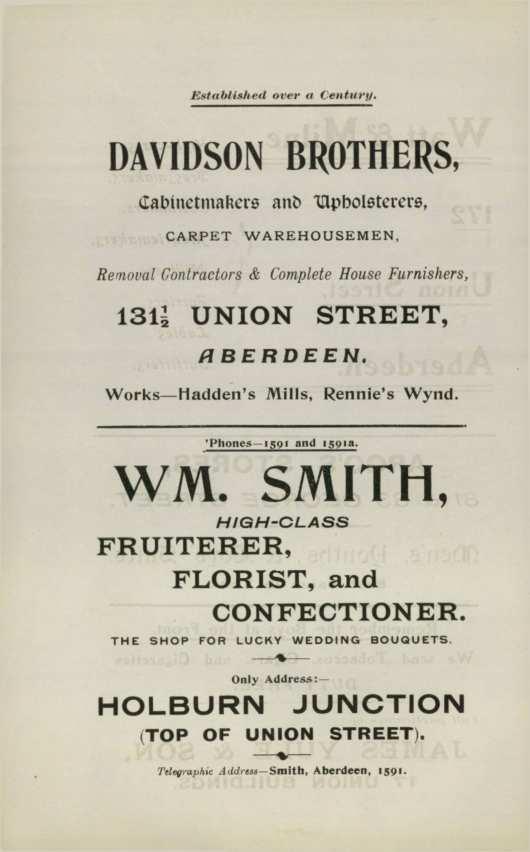 Established over a Century.
DAVIDSON BROTHERS,
Cabinetmakers and Upholsterers,
CARPET WAREHOUSEMEN,
Removal Contractors & Complete House Furnishers,
131½ UNION STREET,
ABERDEEN.
Works—Hadden's Mills, Rennie's Wynd.
'Phones—1591 and 1591a.
WM. SMITH,
HIGH-CLASS
FRUITERER,
FLORIST, and
CONFECTIONER.
THE SHOP FOR LUCKY WEDDING BOUQUETS.
Only Address:—
HOLBURN JUNCTION
(TOP OF UNION STREET).
Telegraphic Address—Smith, Aberdeen, 1591.